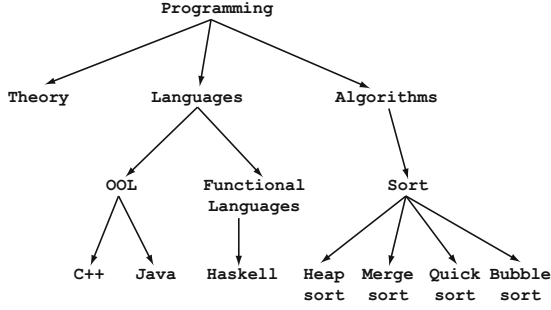 Programming
Theory Languages Algorithms
OOL Functional Sort
Languages
C++ Java Haskell Heap Merge Quick Bubble
sort sort sort sort